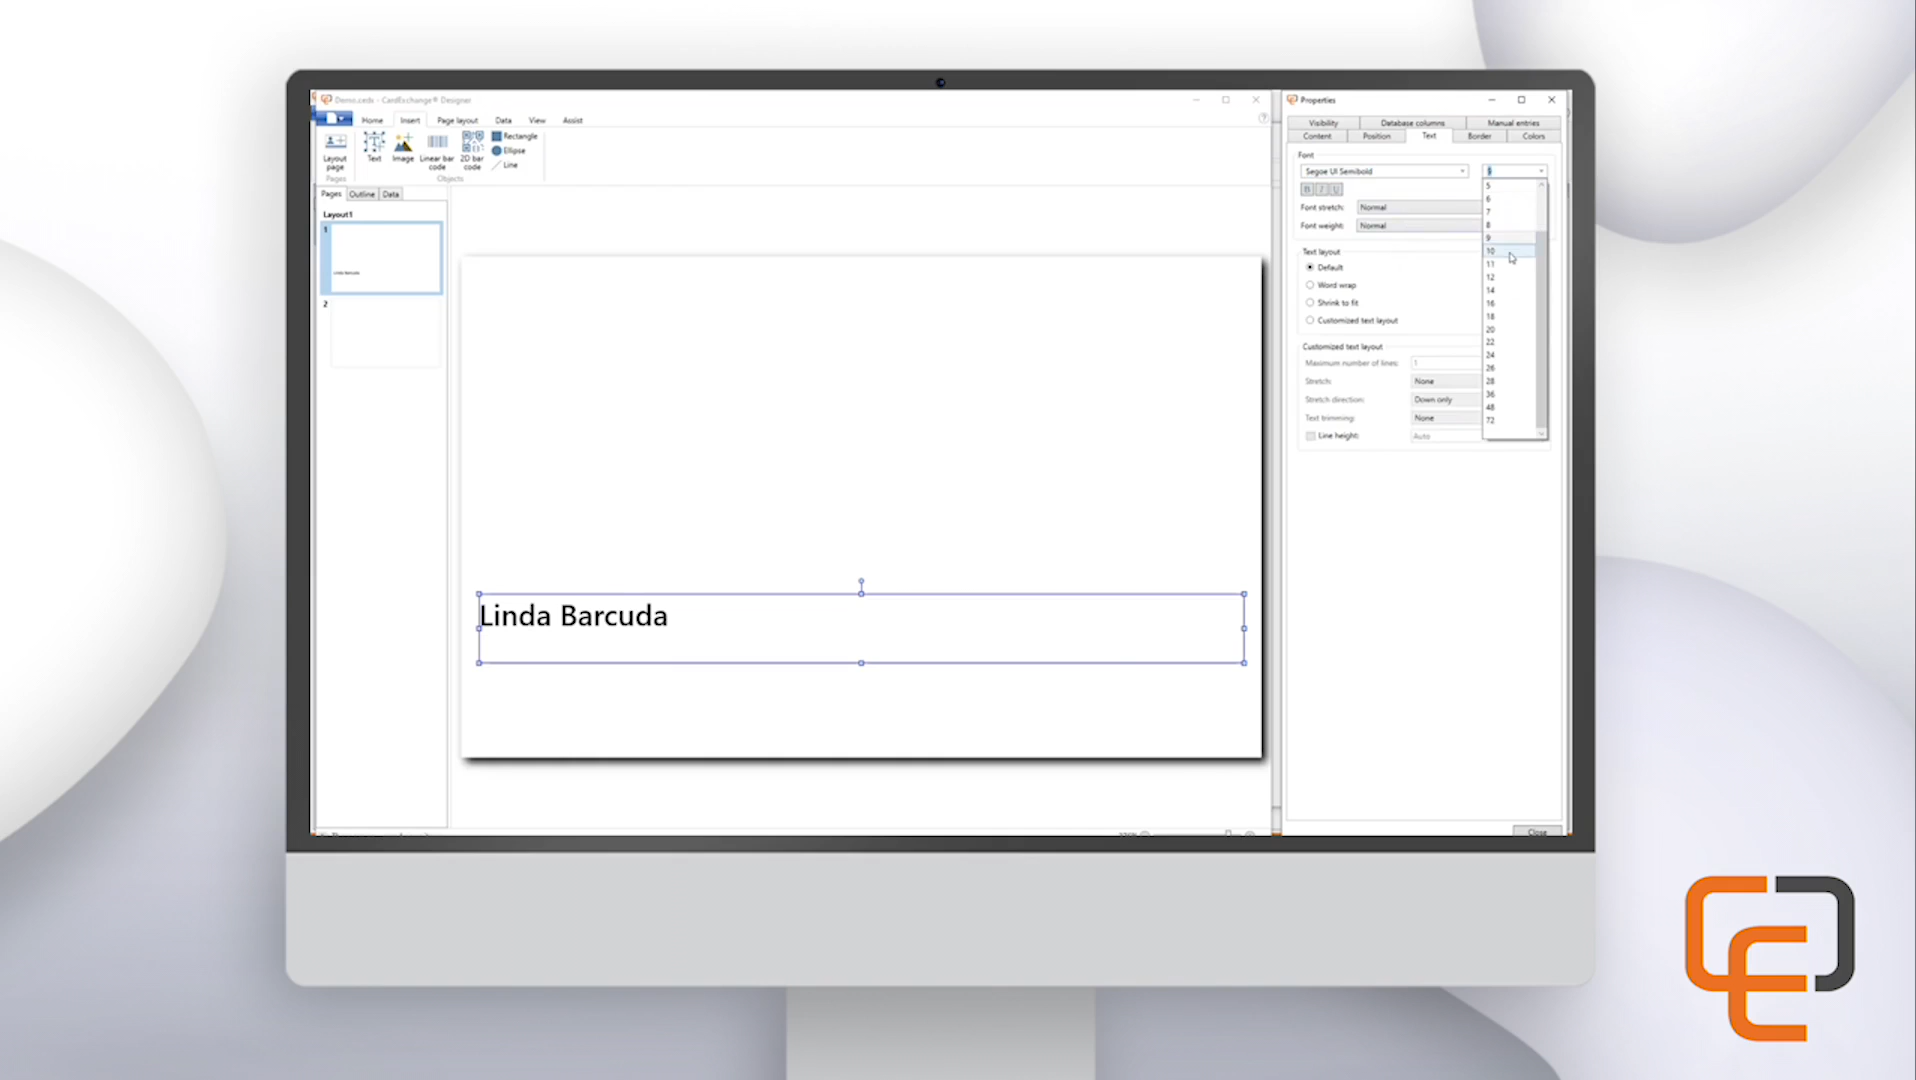 Demo.cedx - CardExchange® Designer
Home Insert Page layout Data View Assist
Layout page
Text
Image
Linear bar code
2D bar code
Rectangle
Ellipse
Line
Pages
Objects
Pages Outline Data
Layout1
1
Linda Barcuda
2
Linda Barcuda
Properties
Visibility Database columns Manual entries
Content Position Text Border Colors
Font
Segoe UI Semibold
B I U
Font stretch: Normal
Font weight: Normal
5
6
7
8
9
10
11
12
14
16
18
20
22
24
26
28
36
48
72
Text layout
Default
Word wrap
Shrink to fit
Customized text layout
Customized text layout
Maximum number of lines: 1
Stretch: None
Stretch direction: Down only
Text trimming: None
Line height: Auto
Close